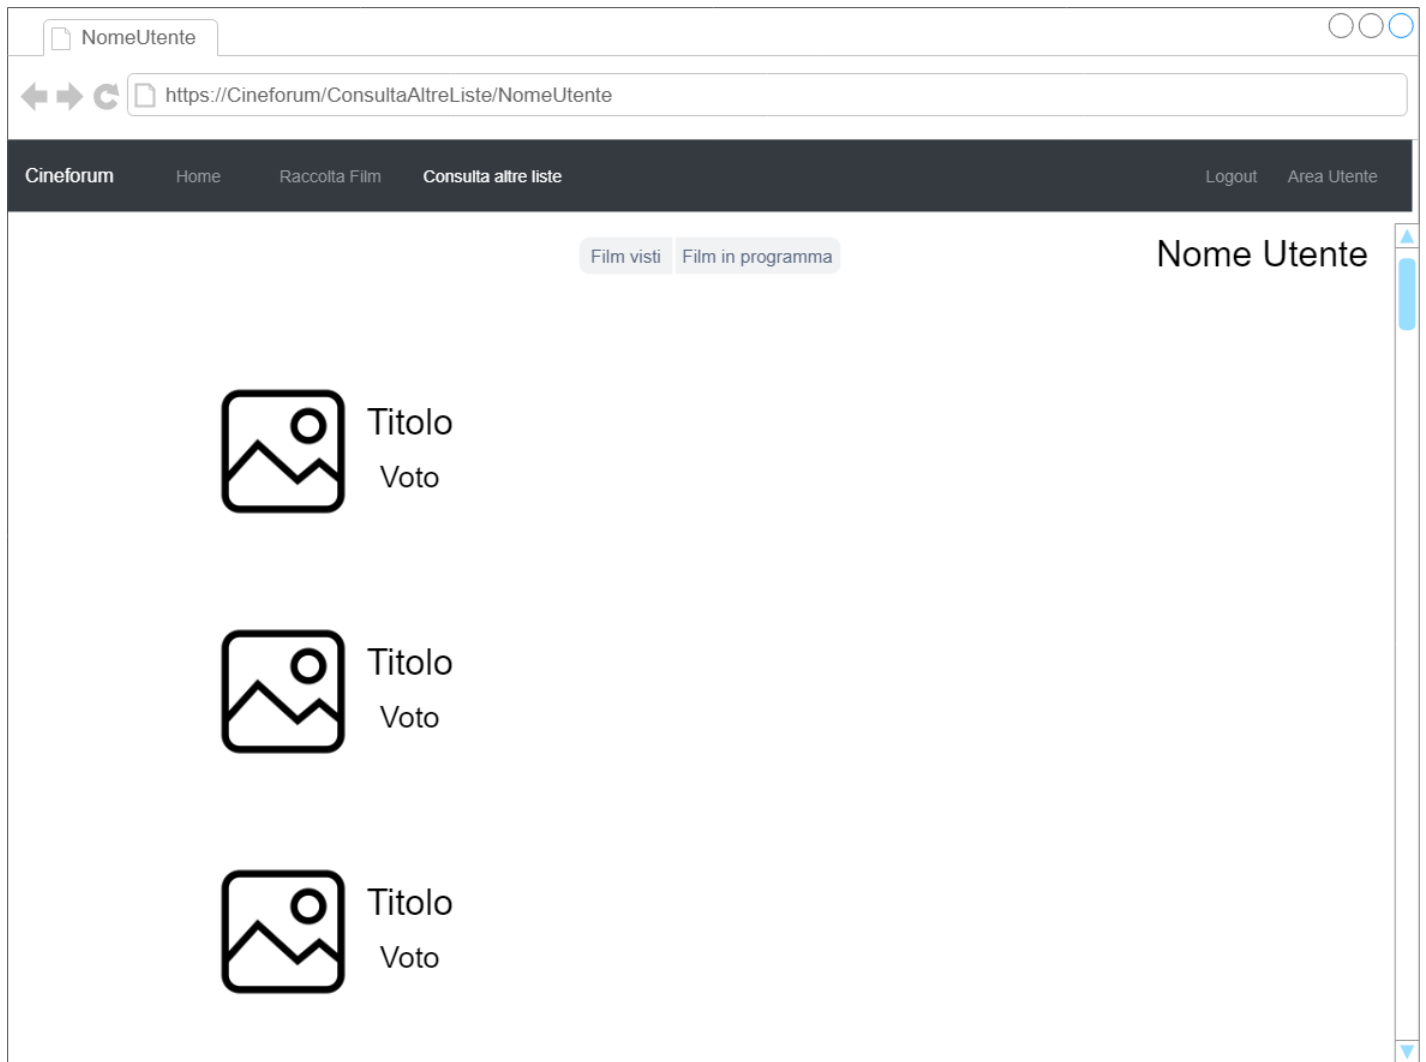 NomeUtente
https://Cineforum/ConsultaAltreListe/NomeUtente
Cineforum Home Raccolta Film Consulta altre liste Logout Area Utente
Film visti Film in programma Nome Utente
Titolo
Voto
Titolo
Voto
Titolo
Voto